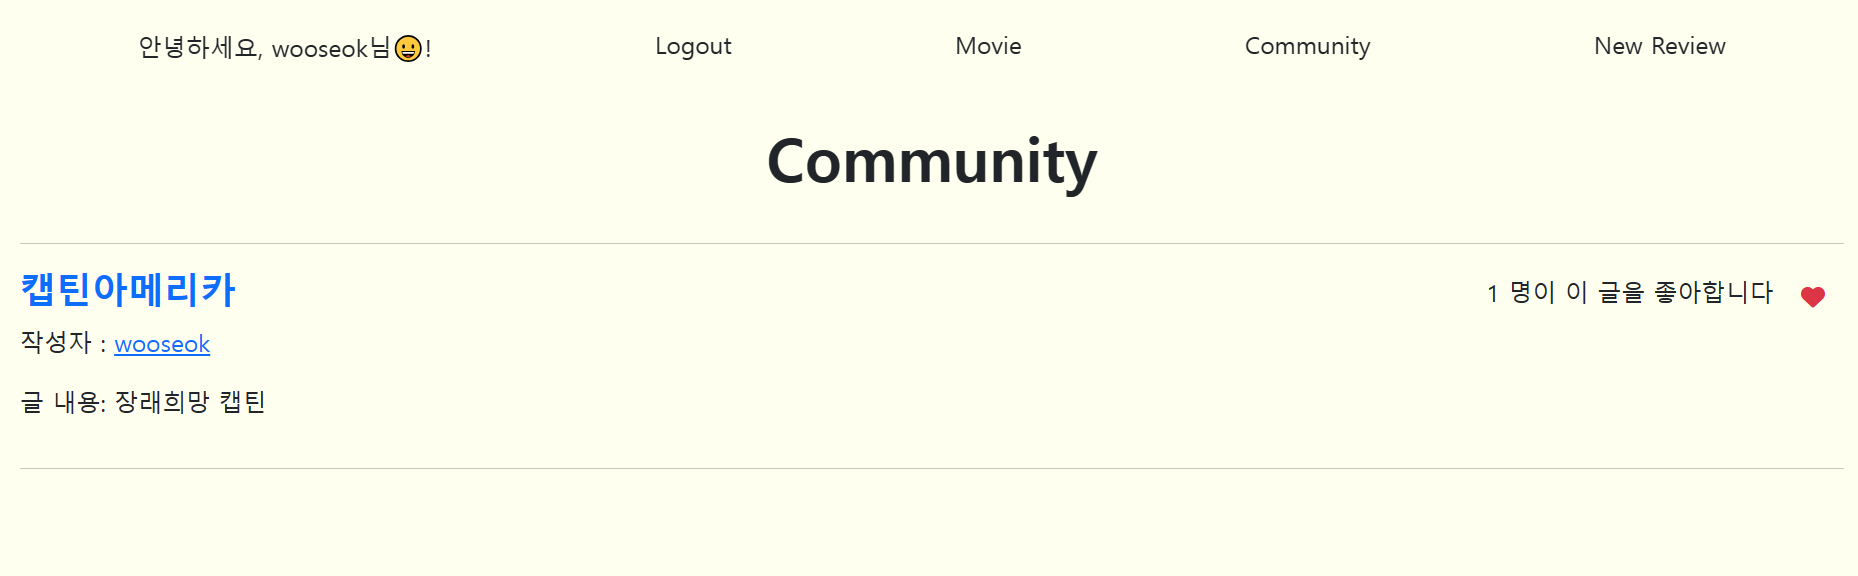 안녕하세요, wooseok님😀! Logout Movie Community New Review
Community
캡틴아메리카
1 명이 이 글을 좋아합니다
작성자 : wooseok
글 내용: 장래희망 캡틴